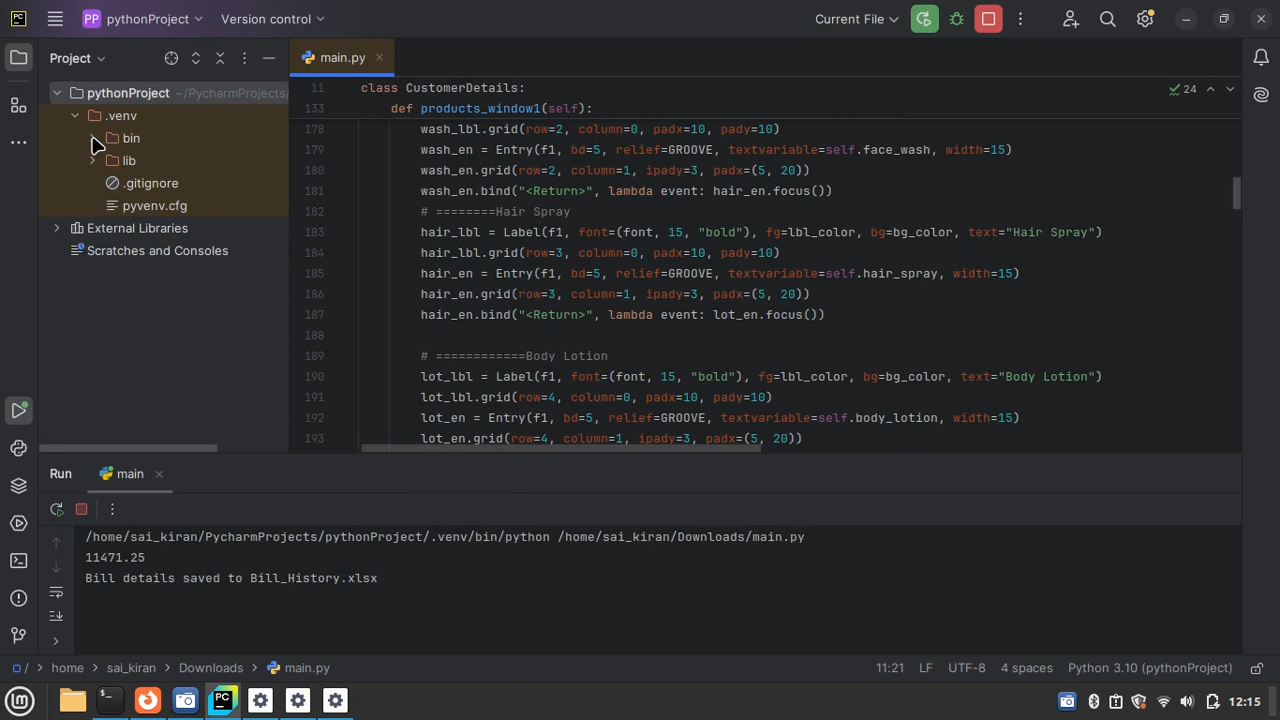 PP pythonProject Version control Current File
Project
main.py
pythonProject ~/PycharmProjects/
.venv
bin
lib
.gitignore
pyvenv.cfg
External Libraries
Scratches and Consoles
24
11 class CustomerDetails:
133 def products_window1(self):
178 wash_lbl.grid(row=2, column=0, padx=10, pady=10)
179 wash_en = Entry(f1, bd=5, relief=GROOVE, textvariable=self.face_wash, width=15)
180 wash_en.grid(row=2, column=1, ipady=3, padx=(5, 20))
181 wash_en.bind("<Return>", lambda event: hair_en.focus())
182 # ========Hair Spray
183 hair_lbl = Label(f1, font=(font, 15, "bold"), fg=lbl_color, bg=bg_color, text="Hair Spray")
184 hair_lbl.grid(row=3, column=0, padx=10, pady=10)
185 hair_en = Entry(f1, bd=5, relief=GROOVE, textvariable=self.hair_spray, width=15)
186 hair_en.grid(row=3, column=1, ipady=3, padx=(5, 20))
187 hair_en.bind("<Return>", lambda event: lot_en.focus())
188
189 # ============Body Lotion
190 lot_lbl = Label(f1, font=(font, 15, "bold"), fg=lbl_color, bg=bg_color, text="Body Lotion")
191 lot_lbl.grid(row=4, column=0, padx=10, pady=10)
192 lot_en = Entry(f1, bd=5, relief=GROOVE, textvariable=self.body_lotion, width=15)
193 lot_en.grid(row=4, column=1, ipady=3, padx=(5, 20))
Run main
/home/sai_kiran/PycharmProjects/pythonProject/.venv/bin/python /home/sai_kiran/Downloads/main.py
11471.25
Bill details saved to Bill_History.xlsx
/ home sai_kiran Downloads main.py 11:21 LF UTF-8 4 spaces Python 3.10 (pythonProject)
PC 12:15